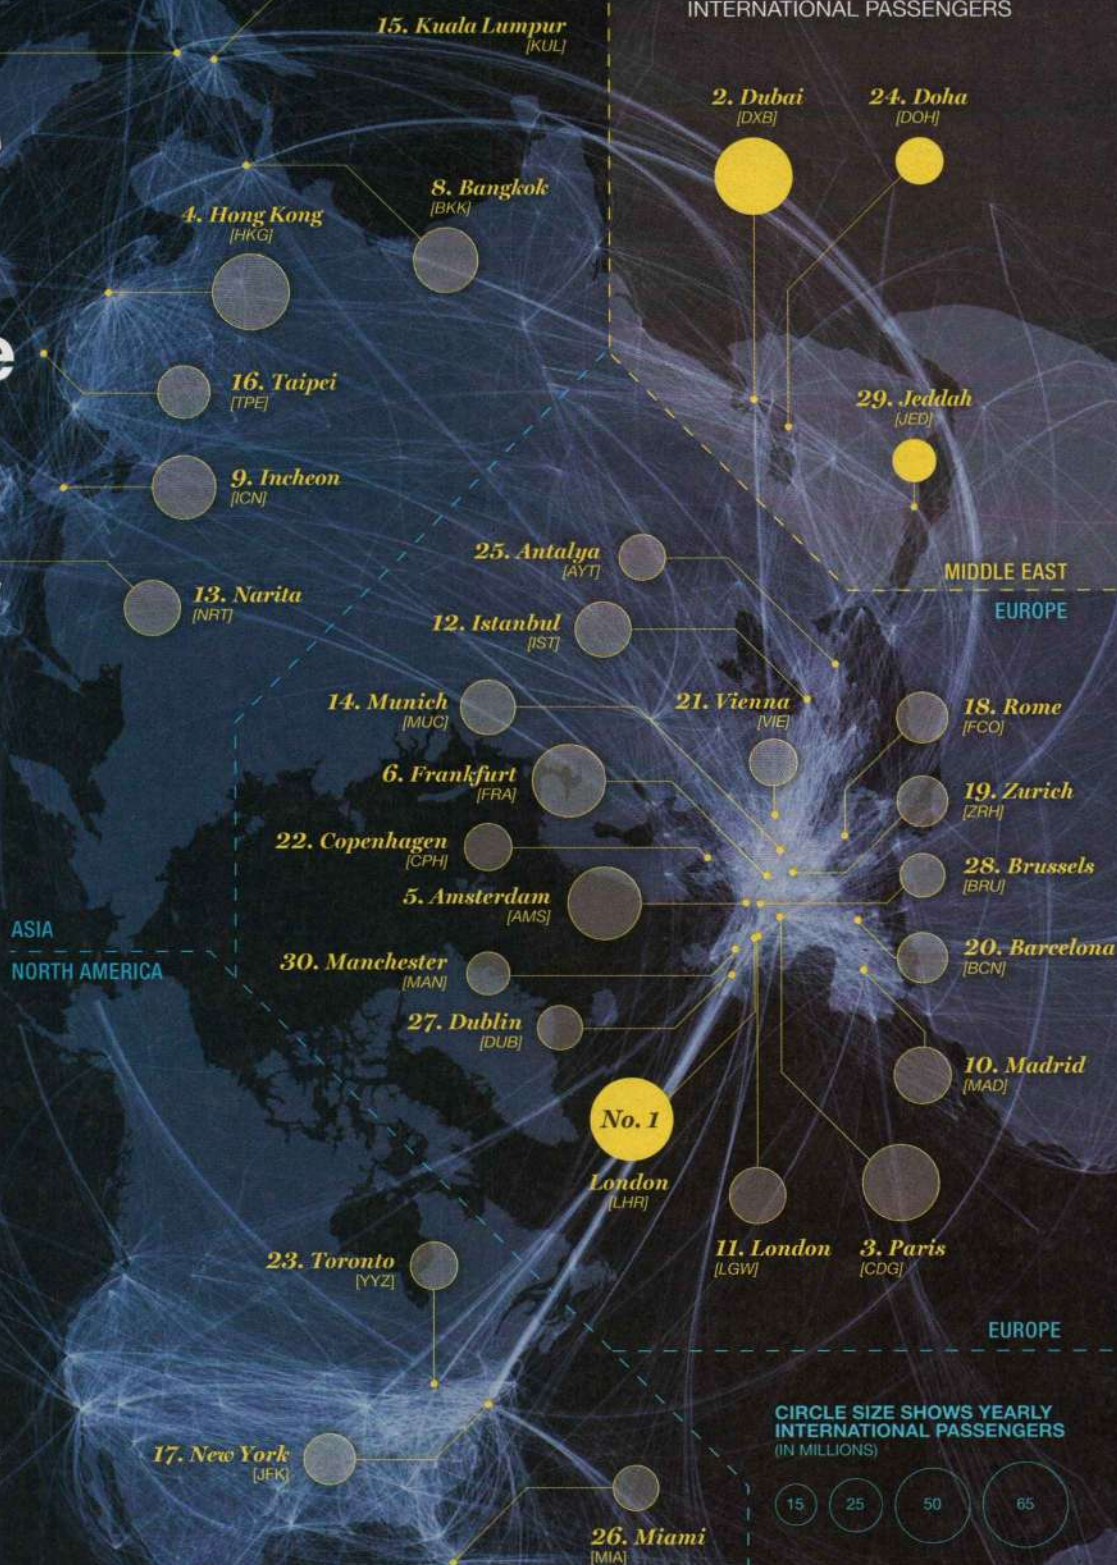 INTERNATIONAL PASSENGERS
15. Kuala Lumpur
[KUL]
2. Dubai
[DXB]
24. Doha
[DOH]
8. Bangkok
[BKK]
4. Hong Kong
[HKG]
e
16. Taipei
[TPE]
29. Jeddah
[JED]
9. Incheon
[ICN]
25. Antalya
[AYT]
MIDDLE EAST
EUROPE
13. Narita
[NRT]
12. Istanbul
[IST]
14. Munich
[MUC]
21. Vienna
[VIE]
18. Rome
[FCO]
6. Frankfurt
[FRA]
19. Zurich
[ZRH]
22. Copenhagen
[CPH]
28. Brussels
[BRU]
5. Amsterdam
[AMS]
ASIA
NORTH AMERICA
30. Manchester
[MAN]
20. Barcelona
[BCN]
27. Dublin
[DUB]
10. Madrid
[MAD]
No. 1
London
[LHR]
11. London
[LGW]
3. Paris
[CDG]
23. Toronto
[YYZ]
EUROPE
CIRCLE SIZE SHOWS YEARLY
INTERNATIONAL PASSENGERS
(IN MILLIONS)
15 25 50 65
17. New York
[JFK]
26. Miami
[MIA]